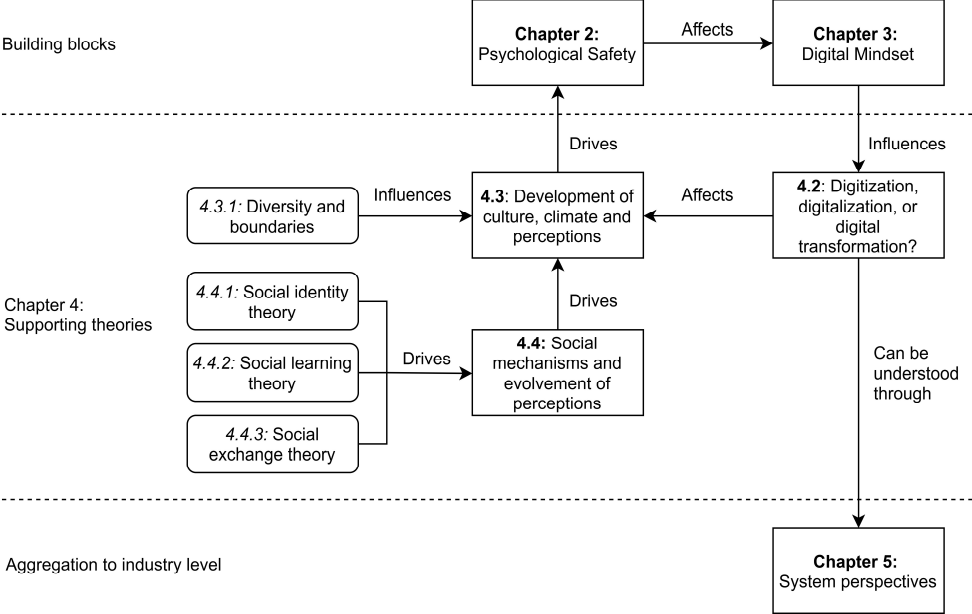 Building blocks
Chapter 2:
Psychological Safety
Affects
Chapter 3:
Digital Mindset
Drives
Influences
4.3.1: Diversity and
boundaries
Influences
4.3: Development of
culture, climate and
perceptions
Affects
4.2: Digitization,
digitalization, or
digital
transformation?
Chapter 4:
Supporting theories
4.4.1: Social identity
theory
4.4.2: Social learning
theory
4.4.3: Social
exchange theory
Drives
Drives
4.4: Social
mechanisms and
evolvement of
perceptions
Can be
understood
through
Aggregation to industry level
Chapter 5:
System perspectives